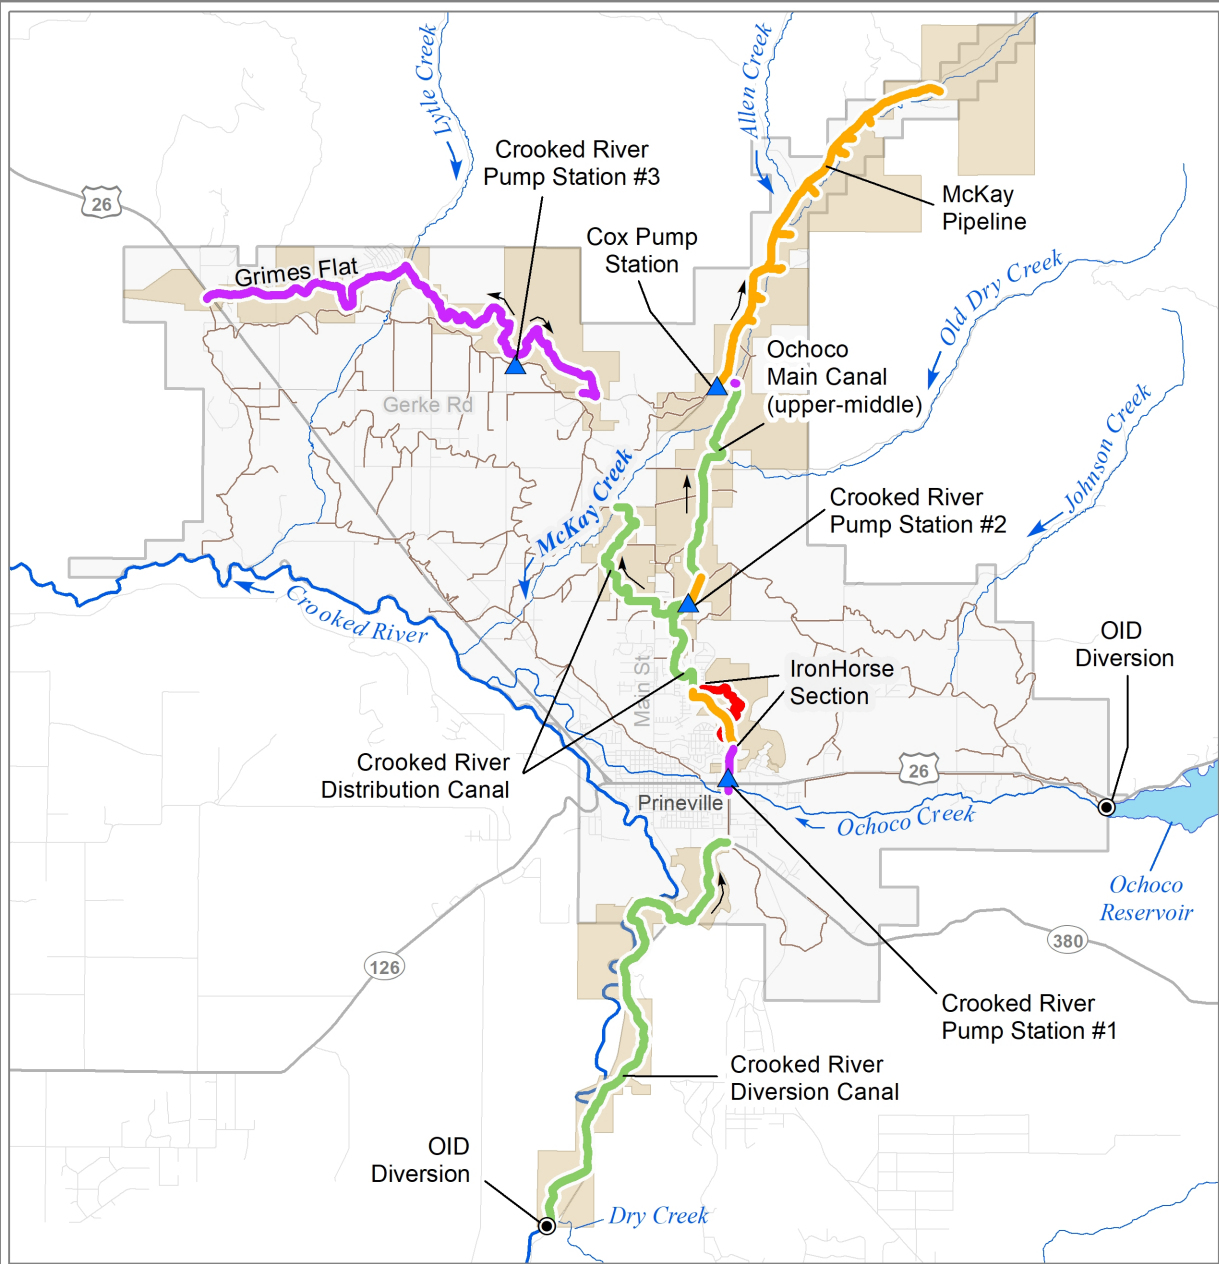 Lytle Creek
Allen Creek
Crooked River
Pump Station #3
26
McKay
Pipeline
Cox Pump
Station
Grimes Flat
Old Dry Creek
Ochoco
Main Canal
(upper-middle)
Gerke Rd
Johnson Creek
McKay Creek
Crooked River
Pump Station #2
Crooked River
OID
Diversion
Main St
IronHorse
Section
Crooked River
Distribution Canal
26
Prineville
Ochoco Creek
Ochoco
Reservoir
380
126
Crooked River
Pump Station #1
Crooked River
Diversion Canal
OID
Diversion
Dry Creek